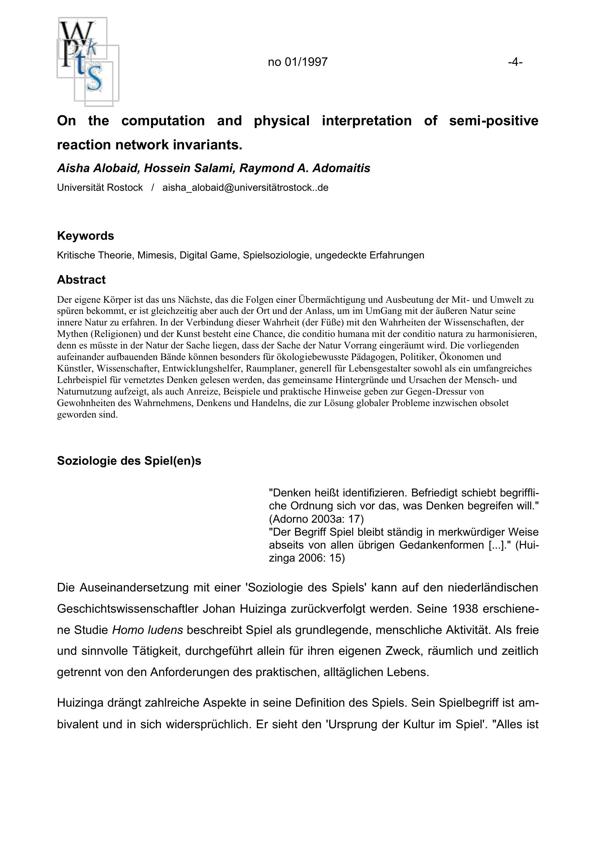 W
Pkts
no 01/1997 -4-
On the computation and physical interpretation of semi-positive
reaction network invariants.
Aisha Alobaid, Hossein Salami, Raymond A. Adomaitis
Universität Rostock / aisha_alobaid@universitätrostock..de
Keywords
Kritische Theorie, Mimesis, Digital Game, Spielsoziologie, ungedeckte Erfahrungen
Abstract
Der eigene Körper ist das uns Nächste, das die Folgen einer Übermächtigung und Ausbeutung der Mit- und Umwelt zu
spüren bekommt, er ist gleichzeitig aber auch der Ort und der Anlass, um im UmGang mit der äußeren Natur seine
innere Natur zu erfahren. In der Verbindung dieser Wahrheit (der Füße) mit den Wahrheiten der Wissenschaften, der
Mythen (Religionen) und der Kunst besteht eine Chance, die conditio humana mit der conditio natura zu harmonisieren,
denn es müsste in der Natur der Sache liegen, dass der Sache der Natur Vorrang eingeräumt wird. Die vorliegenden
aufeinander aufbauenden Bände können besonders für ökologiebewusste Pädagogen, Politiker, Ökonomen und
Künstler, Wissenschafter, Entwicklungshelfer, Raumplaner, generell für Lebensgestalter sowohl als ein umfangreiches
Lehrbeispiel für vernetztes Denken gelesen werden, das gemeinsame Hintergründe und Ursachen der Mensch- und
Naturnutzung aufzeigt, als auch Anreize, Beispiele und praktische Hinweise geben zur Gegen-Dressur von
Gewohnheiten des Wahrnehmens, Denkens und Handelns, die zur Lösung globaler Probleme inzwischen obsolet
geworden sind.
Soziologie des Spiel(en)s
"Denken heißt identifizieren. Befriedigt schiebt begriffli-
che Ordnung sich vor das, was Denken begreifen will."
(Adorno 2003a: 17)
"Der Begriff Spiel bleibt ständig in merkwürdiger Weise
abseits von allen übrigen Gedankenformen [...]." (Hui-
zinga 2006: 15)
Die Auseinandersetzung mit einer 'Soziologie des Spiels' kann auf den niederländischen
Geschichtswissenschaftler Johan Huizinga zurückverfolgt werden. Seine 1938 erschiene-
ne Studie Homo ludens beschreibt Spiel als grundlegende, menschliche Aktivität. Als freie
und sinnvolle Tätigkeit, durchgeführt allein für ihren eigenen Zweck, räumlich und zeitlich
getrennt von den Anforderungen des praktischen, alltäglichen Lebens.
Huizinga drängt zahlreiche Aspekte in seine Definition des Spiels. Sein Spielbegriff ist am-
bivalent und in sich widersprüchlich. Er sieht den 'Ursprung der Kultur im Spiel'. "Alles ist